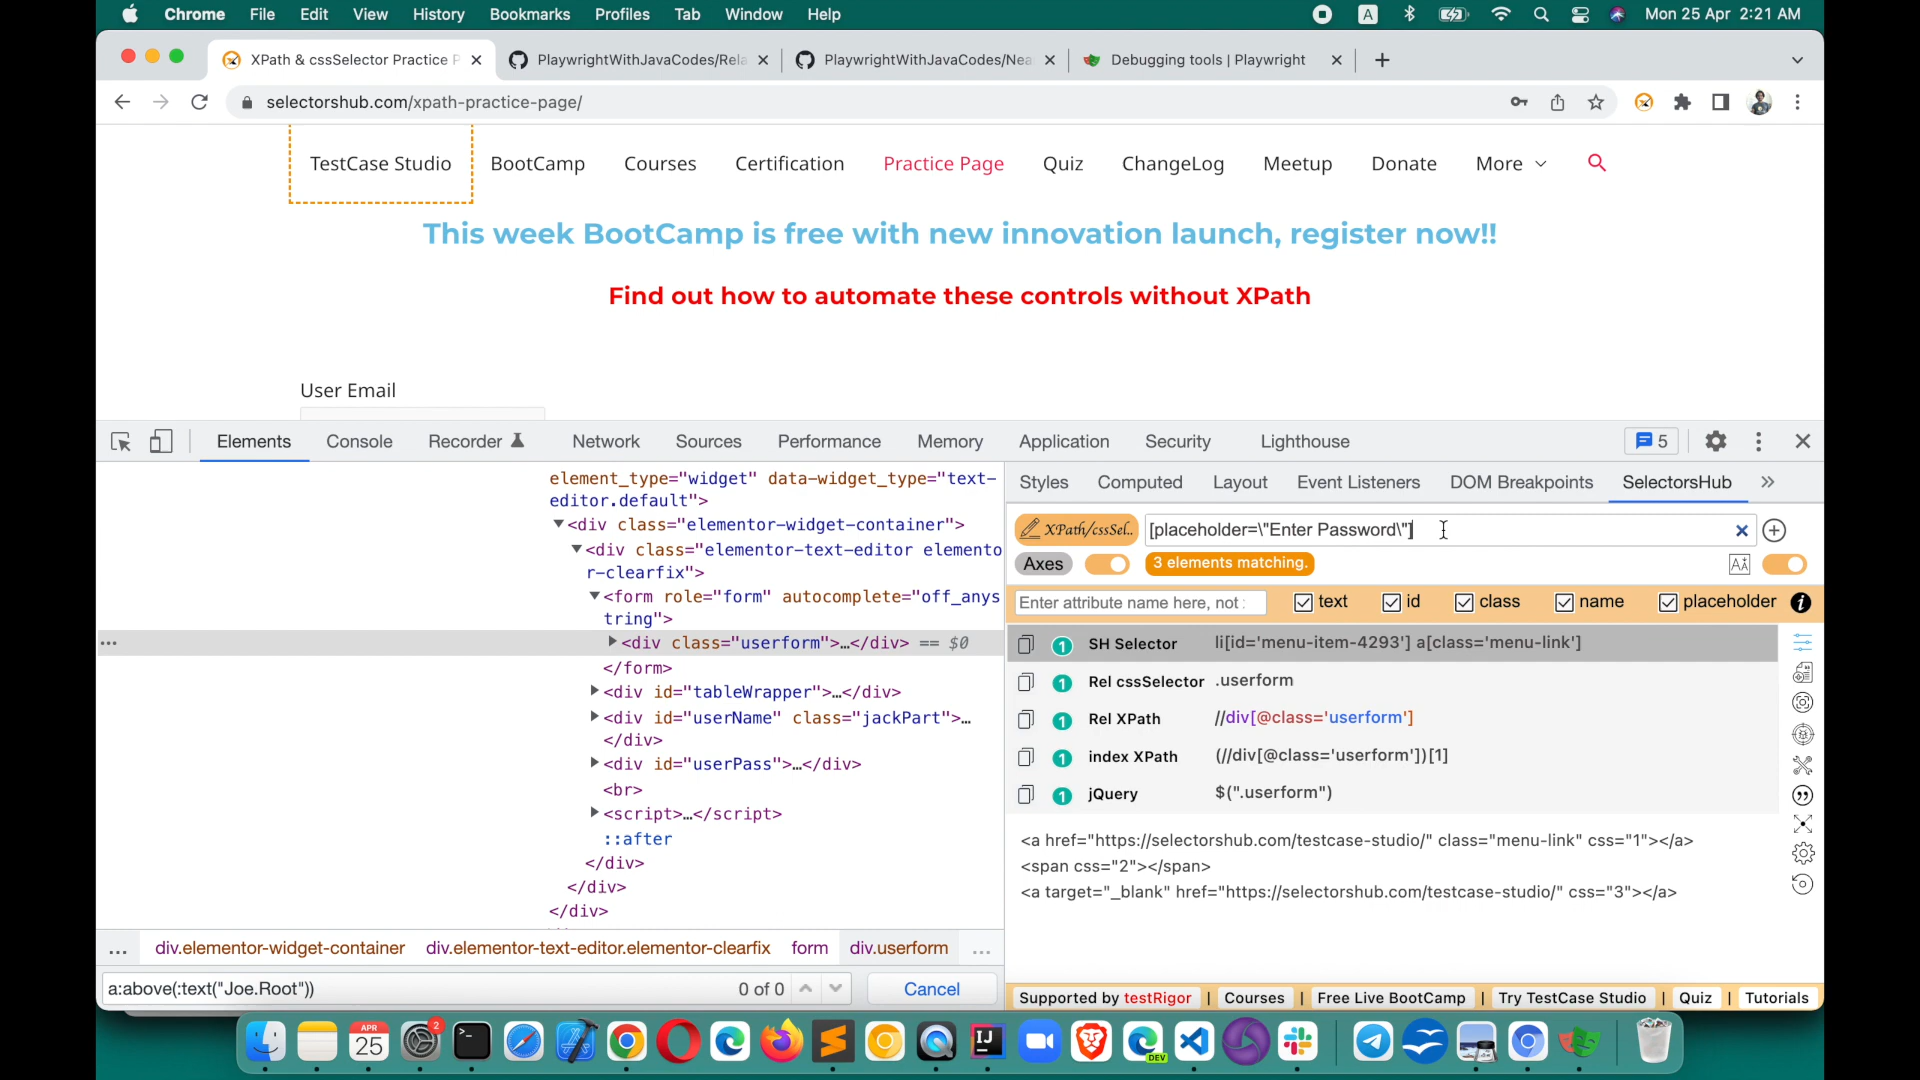 Chrome File Edit View History Bookmarks Profiles Tab Window Help A Mon 25 Apr 2:21 AM
XPath & cssSelector Practice P PlaywrightWithJavaCodes/Rela PlaywrightWithJavaCodes/Nea Debugging tools | Playwright
selectorshub.com/xpath-practice-page/
TestCase Studio BootCamp Courses Certification Practice Page Quiz ChangeLog Meetup Donate More
This week BootCamp is free with new innovation launch, register now!!
Find out how to automate these controls without XPath
User Email
Elements Console Recorder Network Sources Performance Memory Application Security Lighthouse 5
element_type="widget" data-widget_type="text-
editor.default">
<div class="elementor-widget-container">
<div class="elementor-text-editor elemento
r-clearfix">
<form role="form" autocomplete="off_anys
tring">
<div class="userform">…</div> == $0
</form>
<div id="tableWrapper">…</div>
<div id="userName" class="jackPart">…
</div>
<div id="userPass">…</div>
<br>
<script>…</script>
::after
</div>
</div>
</div>
... div.elementor-widget-container div.elementor-text-editor.elementor-clearfix form div.userform ...
a:above(:text("Joe.Root")) 0 of 0 Cancel
Styles Computed Layout Event Listeners DOM Breakpoints SelectorsHub
XPath/cssSel.. [placeholder=\"Enter Password\"]
Axes 3 elements matching.
Enter attribute name here, not : text id class name placeholder
1 SH Selector li[id='menu-item-4293'] a[class='menu-link']
1 Rel cssSelector .userform
1 Rel XPath //div[@class='userform']
1 index XPath (//div[@class='userform'])[1]
1 jQuery $(".userform")
<a href="https://selectorshub.com/testcase-studio/" class="menu-link" css="1"></a>
<span css="2"></span>
<a target="_blank" href="https://selectorshub.com/testcase-studio/" css="3"></a>
Supported by testRigor | Courses | Free Live BootCamp | Try TestCase Studio | Quiz | Tutorials
APR
25
2
IJ
DEV